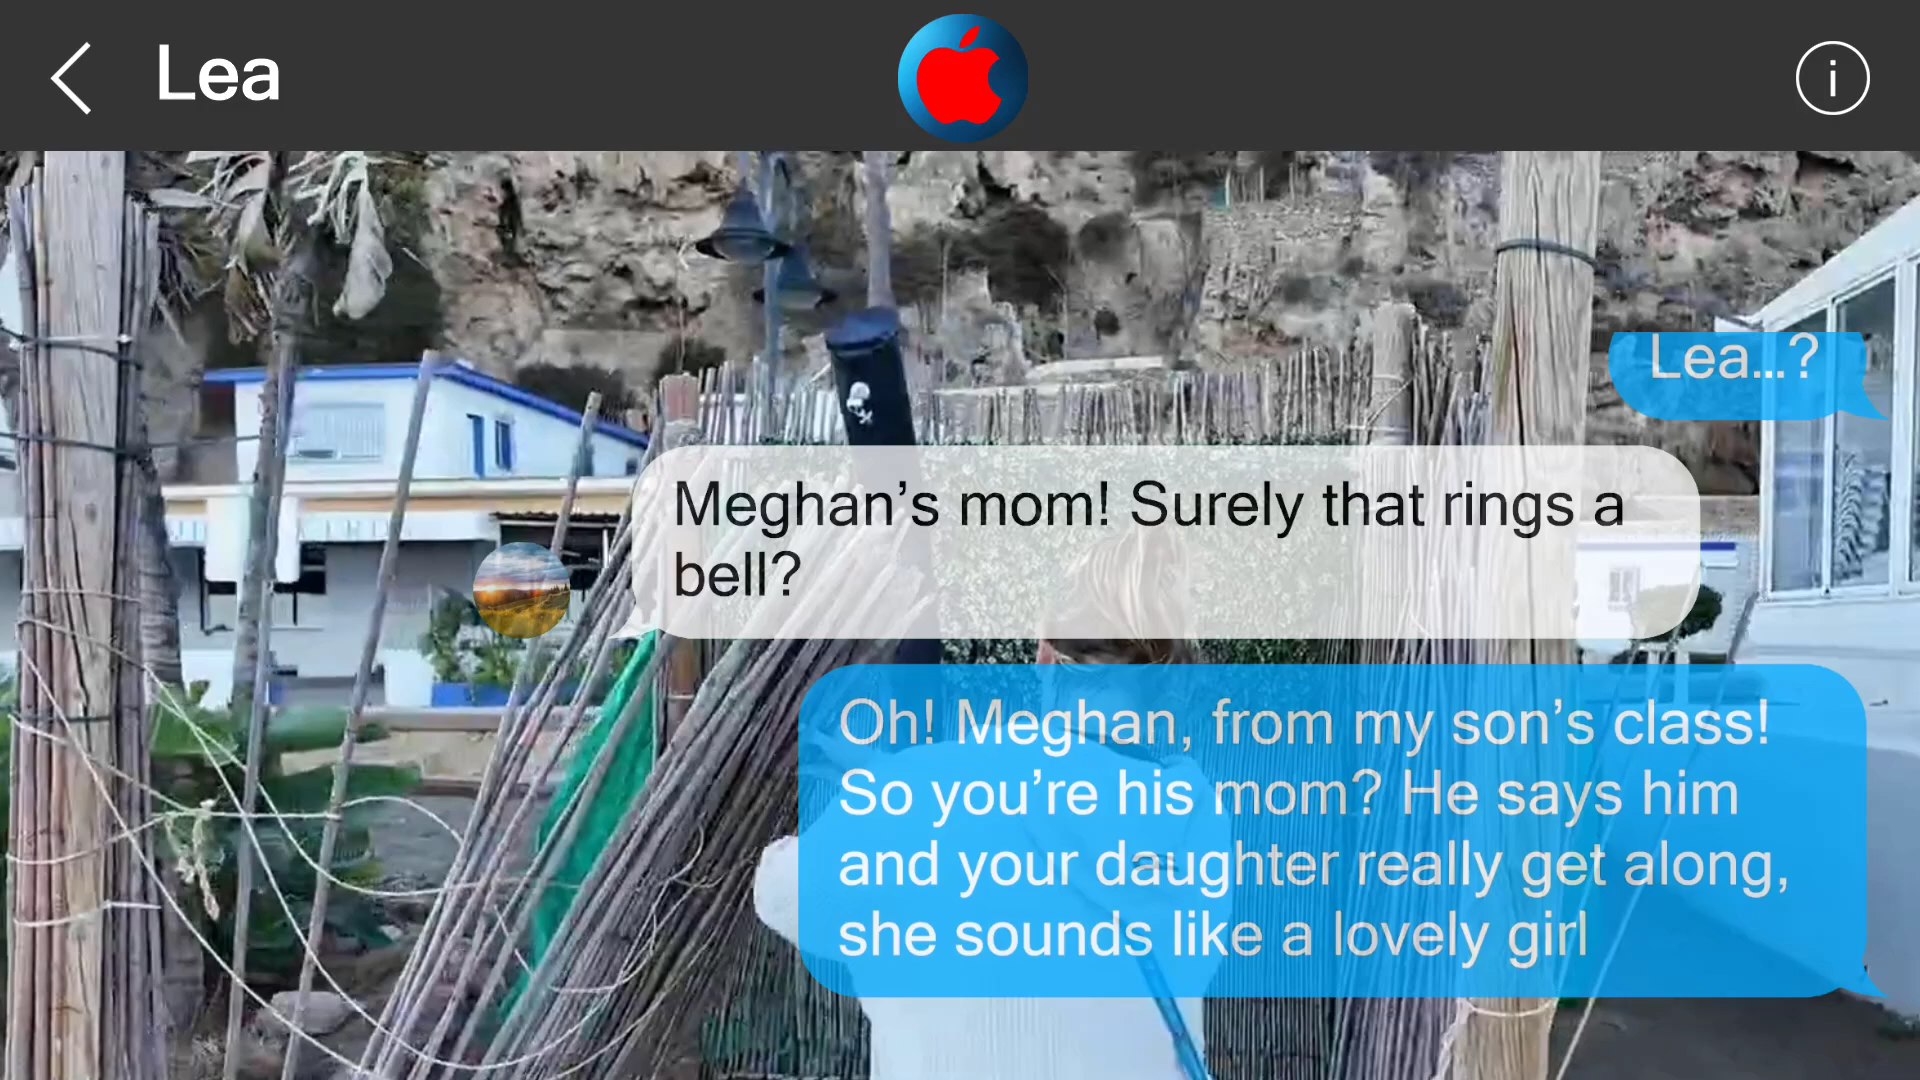 Lea
Lea...?
Meghan’s mom! Surely that rings a
bell?
Oh! Meghan, from my son’s class!
So you’re his mom? He says him
and your daughter really get along,
she sounds like a lovely girl